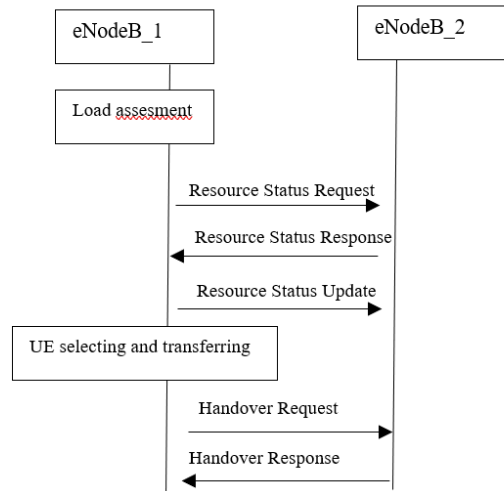 eNodeB_1
eNodeB_2
Load assesment
Resource Status Request
Resource Status Response
Resource Status Update
UE selecting and transferring
Handover Request
Handover Response